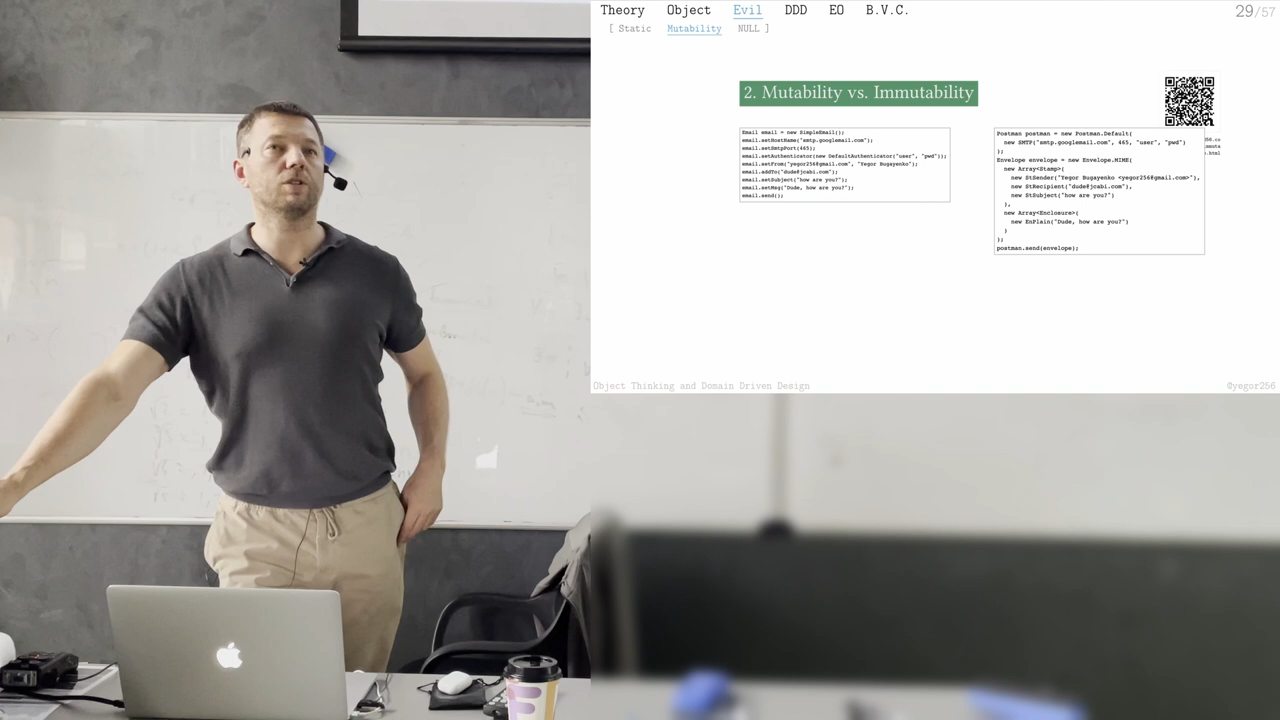 Theory Object Evil DDD EO B.V.C.
29/57
[ Static Mutability NULL ]
2. Mutability vs. Immutability
Email email = new SimpleEmail();
email.setHostName("smtp.googlemail.com");
email.setSmtpPort(465);
email.setAuthenticator(new DefaultAuthenticator("user", "pwd"));
email.setFrom("yegor256@gmail.com", "Yegor Bugayenko");
email.addTo("dude@jcabi.com");
email.setSubject("how are you?");
email.setMsg("Dude, how are you?");
email.send();
Postman postman = new Postman.Default(
new SMTP("smtp.googlemail.com", 465, "user", "pwd")
);
Envelope envelope = new Envelope.MIME(
new Array<Stamp>(
new StSender("Yegor Bugayenko <yegor256@gmail.com>"),
new StRecipient("dude@jcabi.com"),
new StSubject("how are you?")
),
new Array<Enclosure>(
new EnPlain("Dude, how are you?")
)
);
postman.send(envelope);
Object Thinking and Domain Driven Design
@yegor256